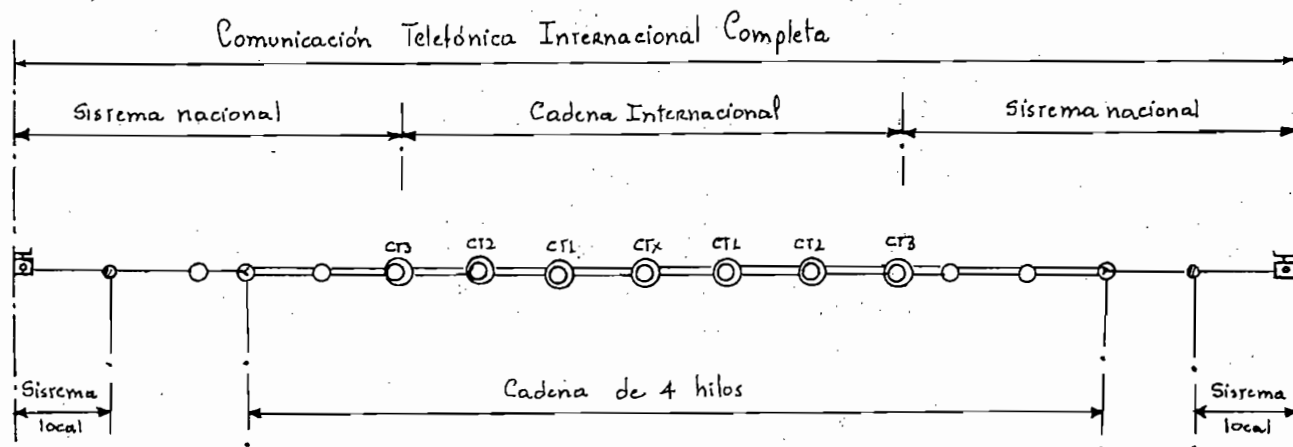 Comunicación Telefónica Internacional Completa
Sistema nacional
Cadena Internacional
Sistema nacional
CT3 CT2 CT1 CTX CT1 CT2 CT3
Sistema
local
Cadena de 4 hilos
Sistema
local